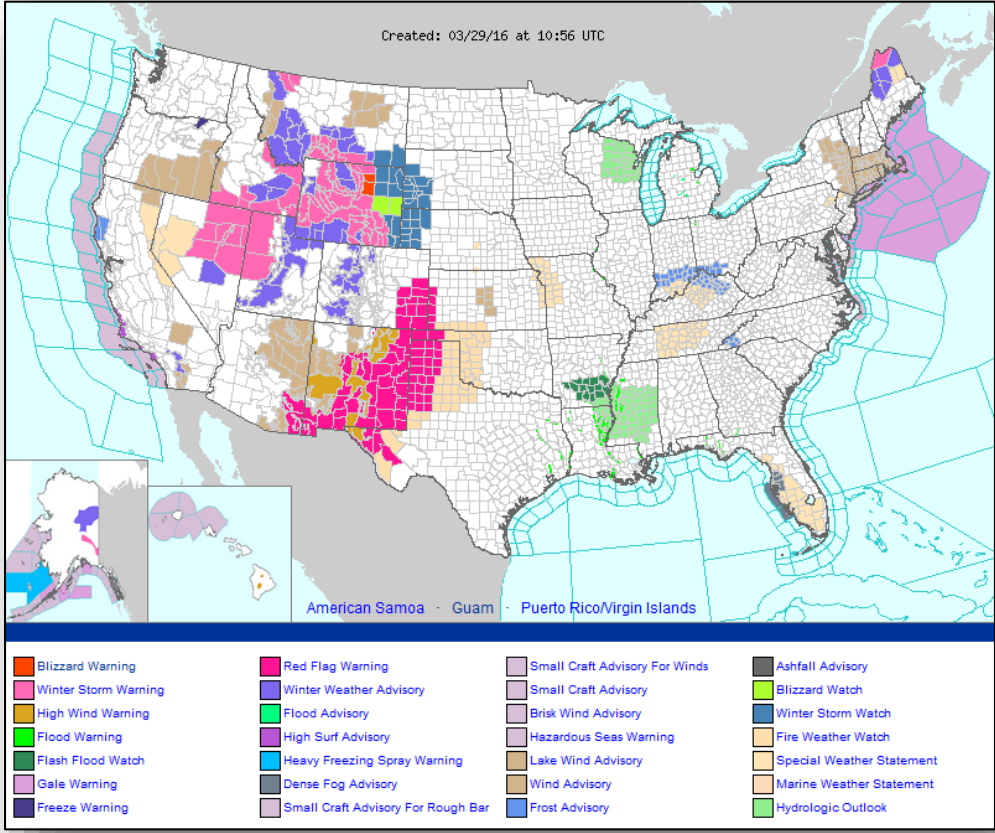 Created: 03/29/16 at 10:56 UTC
American Samoa · Guam · Puerto Rico/Virgin Islands
Blizzard Warning
Winter Storm Warning
High Wind Warning
Flood Warning
Flash Flood Watch
Gale Warning
Freeze Warning
Red Flag Warning
Winter Weather Advisory
Flood Advisory
High Surf Advisory
Heavy Freezing Spray Warning
Dense Fog Advisory
Small Craft Advisory For Rough Bar
Small Craft Advisory For Winds
Small Craft Advisory
Brisk Wind Advisory
Hazardous Seas Warning
Lake Wind Advisory
Wind Advisory
Frost Advisory
Ashfall Advisory
Blizzard Watch
Winter Storm Watch
Fire Weather Watch
Special Weather Statement
Marine Weather Statement
Hydrologic Outlook